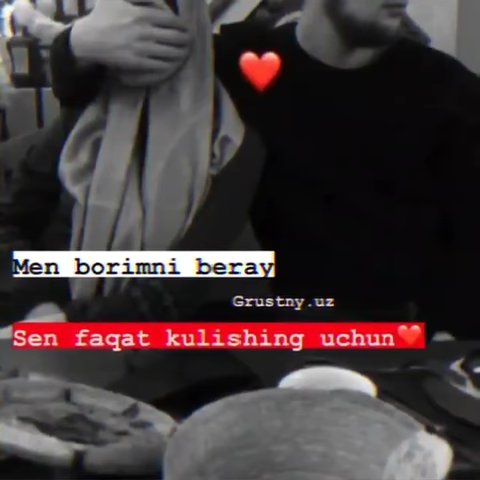 Men borimni beray
Grustny.uz
Sen faqat kulishing uchun❤️